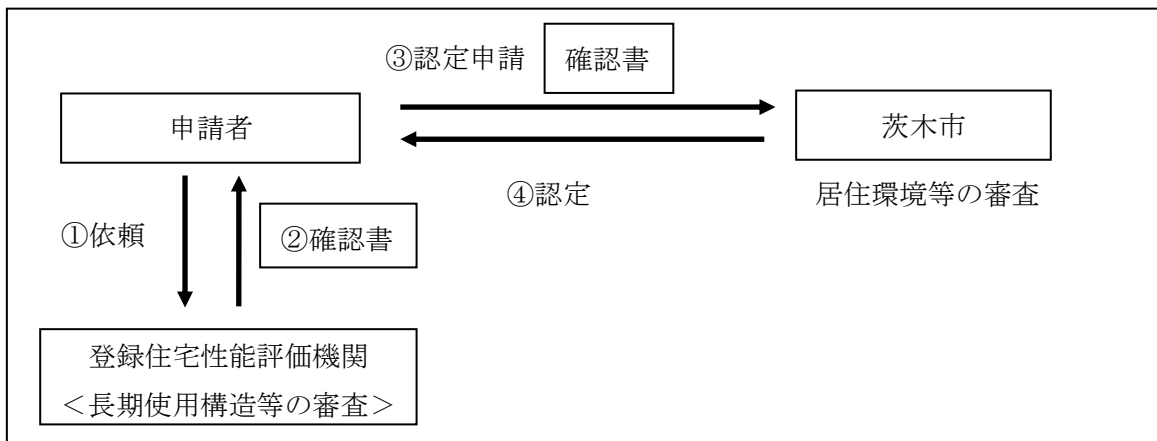 ③認定申請
確認書
申請者
茨木市
④認定
居住環境等の審査
①依頼
②確認書
登録住宅性能評価機関
＜長期使用構造等の審査＞